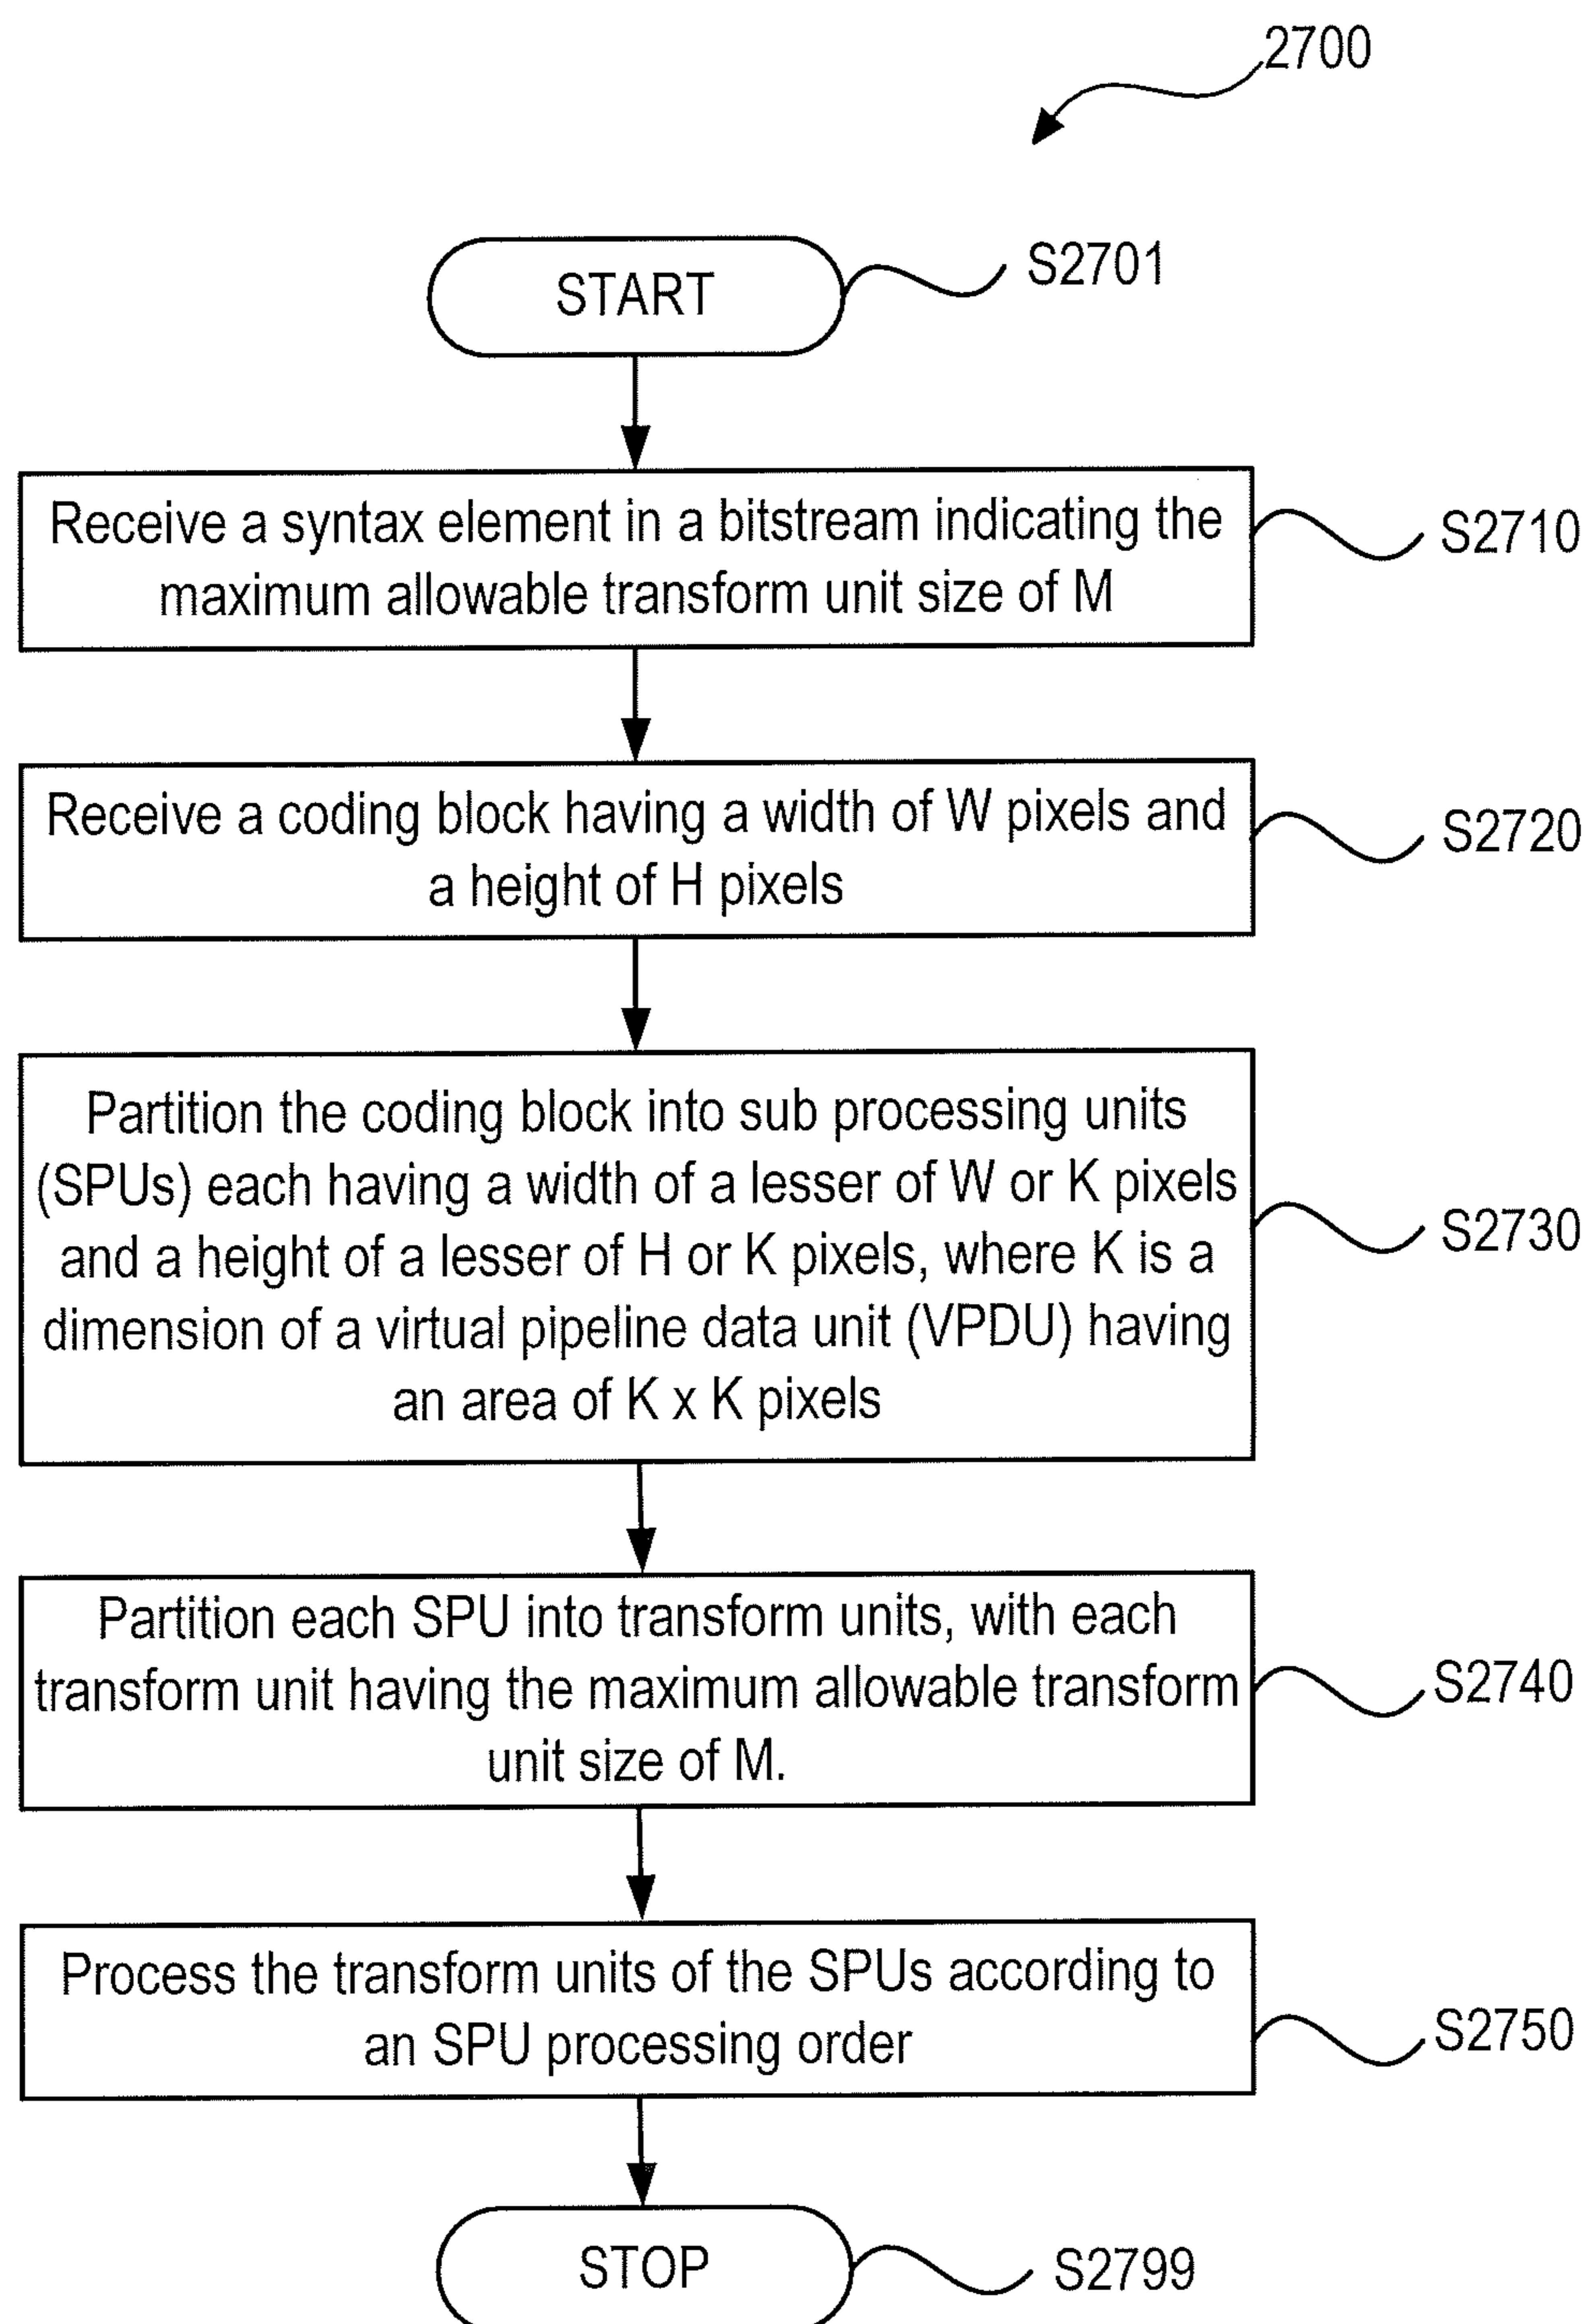 2700
START
S2701
Receive a syntax element in a bitstream indicating the
maximum allowable transform unit size of M
S2710
Receive a coding block having a width of W pixels and
a height of H pixels
S2720
Partition the coding block into sub processing units
(SPUs) each having a width of a lesser of W or K pixels
and a height of a lesser of H or K pixels, where K is a
dimension of a virtual pipeline data unit (VPDU) having
an area of K x K pixels
S2730
Partition each SPU into transform units, with each
transform unit having the maximum allowable transform
unit size of M.
S2740
Process the transform units of the SPUs according to
an SPU processing order
S2750
STOP
S2799